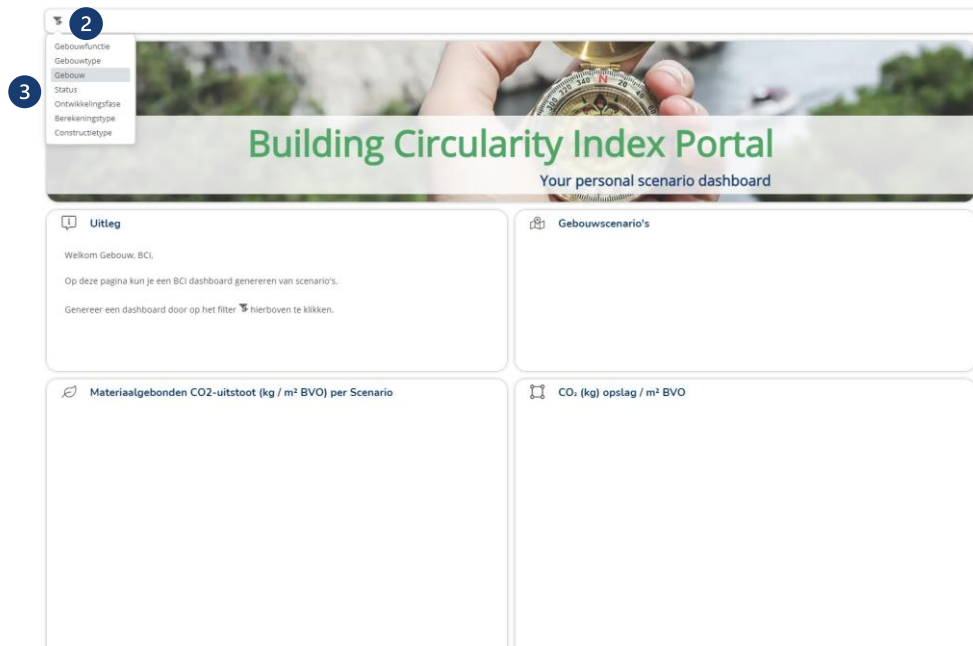 2
Gebouwfunctie
Gebouwtype
Gebouw
3
Status
Ontwikkelingsfase
Berekeningstype
Constructietype
340 N 20
Building Circularity Index Portal
Your personal scenario dashboard
Uitleg
Welkom Gebouw, BCI,
Op deze pagina kun je een BCI dashboard genereren van scenario's.
Genereer een dashboard door op het filter hierboven te klikken.
Gebouwscenario's
Materiaalgebonden CO2-uitstoot (kg / m² BVO) per Scenario
CO₂ (kg) opslag / m² BVO